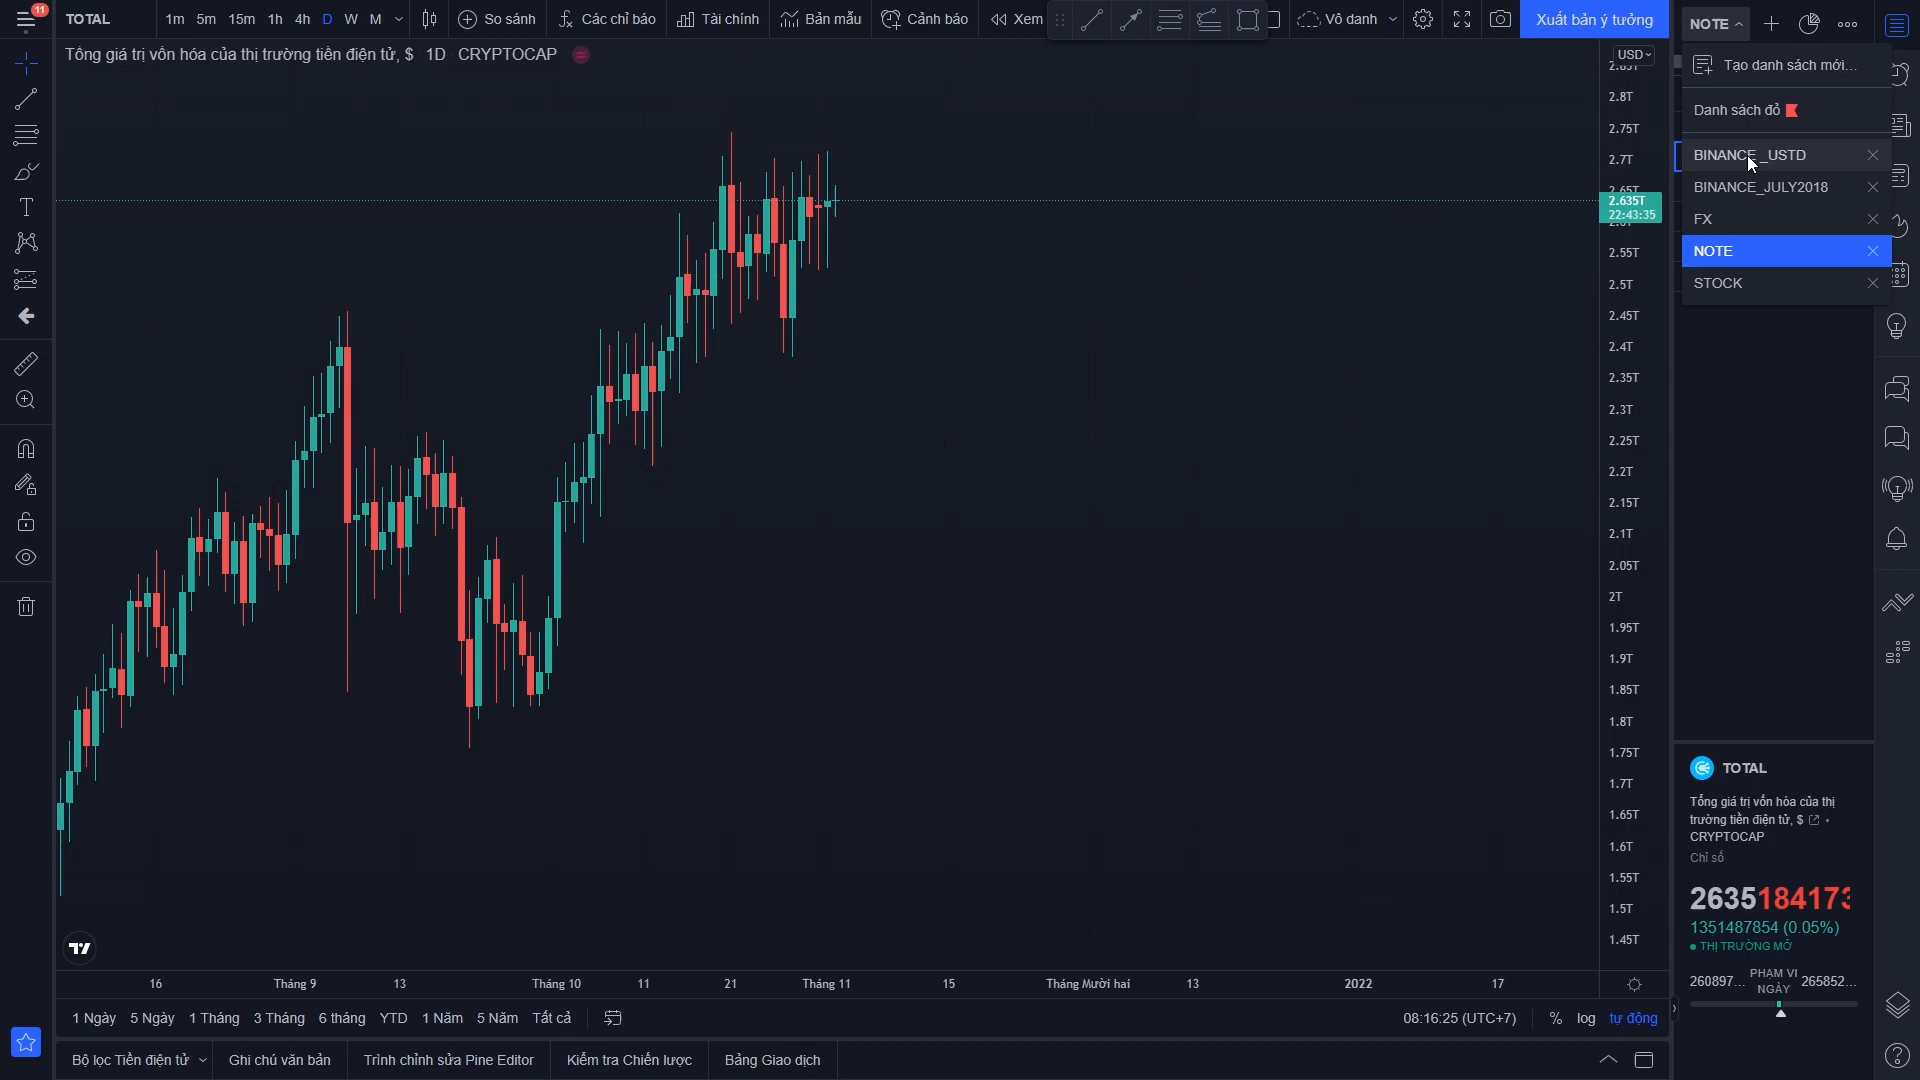 11
TOTAL
1m 5m 15m 1h 4h D W M
So sánh
Các chỉ báo
Tài chính
Bản mẫu
Cảnh báo
Xem
Vô danh
Xuất bản ý tưởng
NOTE
Tổng giá trị vốn hóa của thị trường tiền điện tử, $ 1D CRYPTOCAP
USD
Tạo danh sách mới...
Danh sách đỏ
BINANCE_USTD
BINANCE_JULY2018
FX
NOTE
STOCK
2.8T
2.75T
2.7T
2.65T
2.635T
22:43:35
2.55T
2.5T
2.45T
2.4T
2.35T
2.3T
2.25T
2.2T
2.15T
2.1T
2.05T
2T
1.95T
1.9T
1.85T
1.8T
1.75T
1.7T
1.65T
1.6T
1.55T
1.5T
1.45T
16 Tháng 9 13 Tháng 10 11 21 Tháng 11 15 Tháng Mười hai 13 2022 17
1 Ngày 5 Ngày 1 Tháng 3 Tháng 6 tháng YTD 1 Năm 5 Năm Tất cả
08:16:25 (UTC+7) % log tự động
Bộ lọc Tiền điện tử Ghi chú văn bản Trình chỉnh sửa Pine Editor Kiểm tra Chiến lược Bảng Giao dịch
TOTAL
Tổng giá trị vốn hóa của thị
trường tiền điện tử, $ •
CRYPTOCAP
Chỉ số
2635184173
1351487854 (0.05%)
THỊ TRƯỜNG MỞ
260897... PHẠM VI NGÀY 265852...